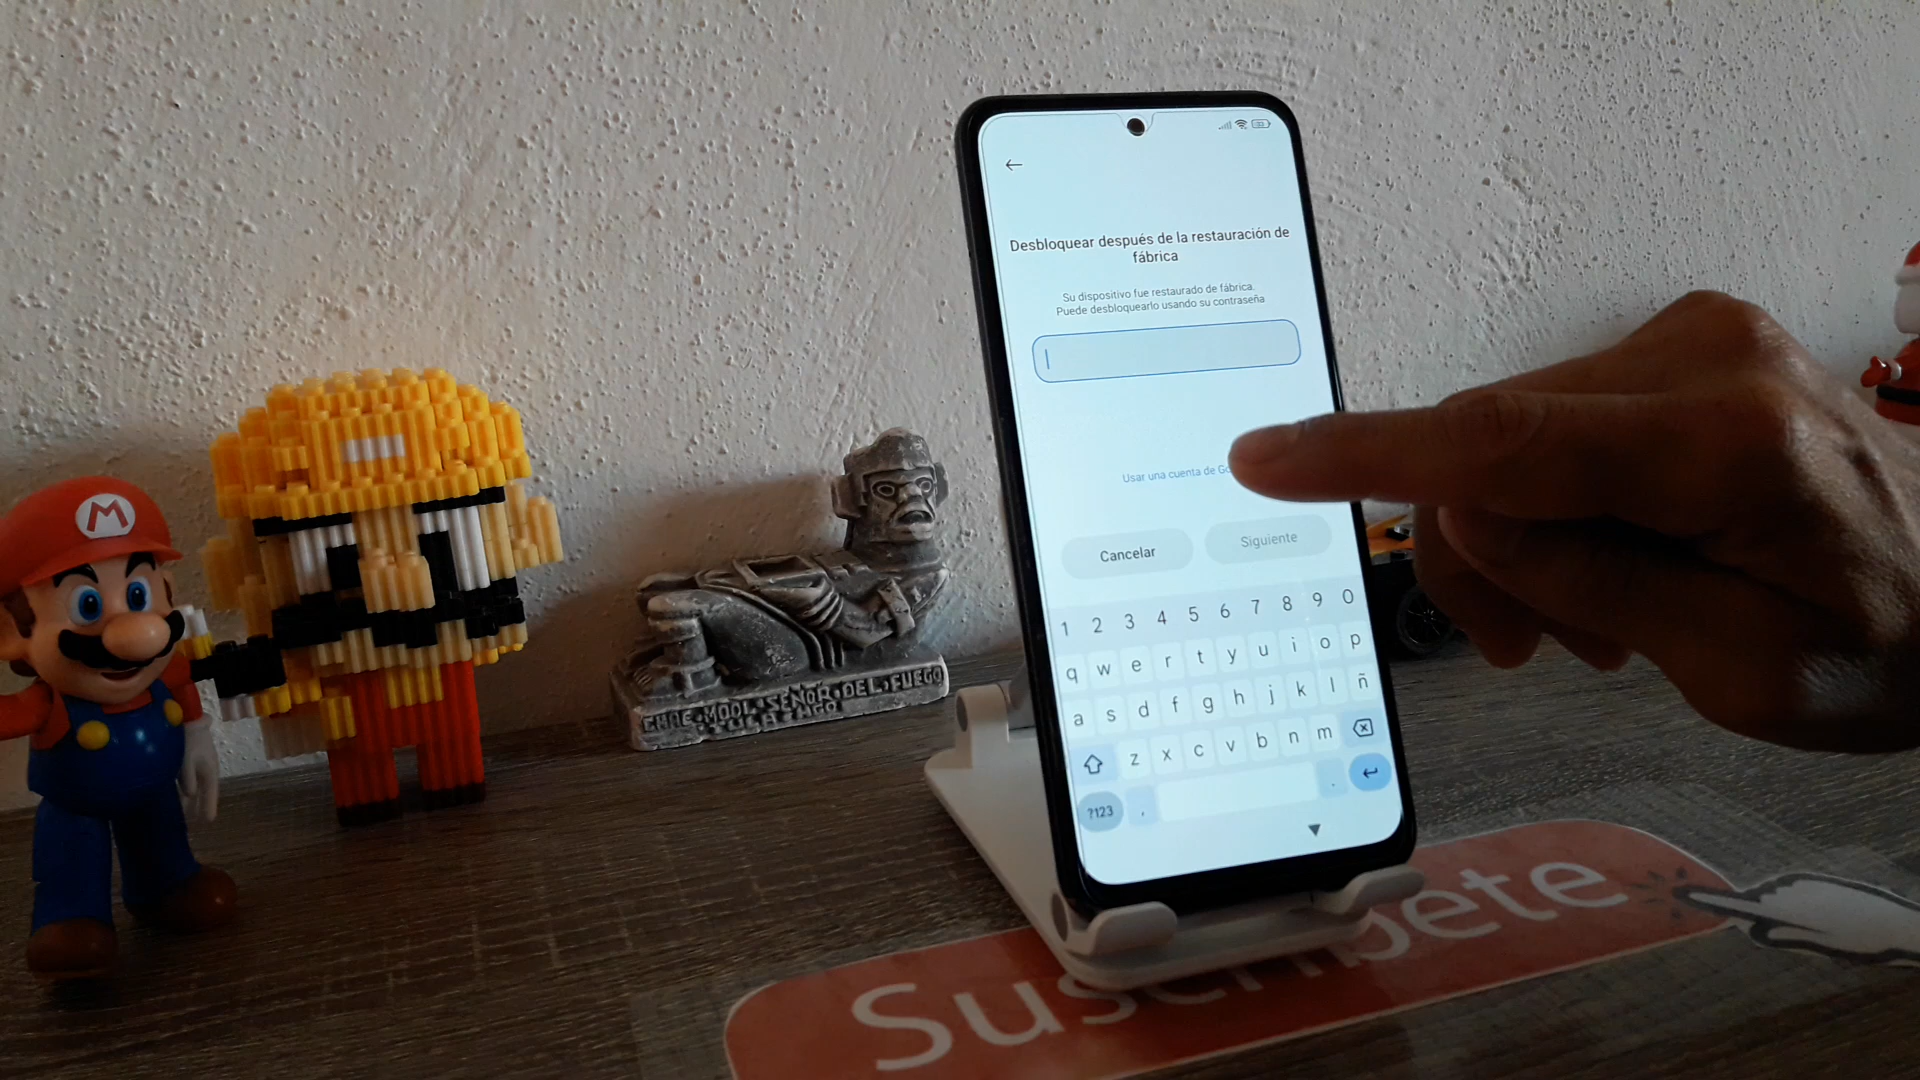 Desbloquear después de la restauración de
fábrica
Su dispositivo fue restaurado de fábrica.
Puede desbloquearlo usando su contraseña
Usar una cuenta de
Cancelar
Siguiente
1 2 3 4 5 6 7 8 9 0
q w e r t y u i o p
a s d f g h j k l ñ
z x c v b n m
?123 , .
M
CHAC-MOOL-SEÑOR DEL FUEGO